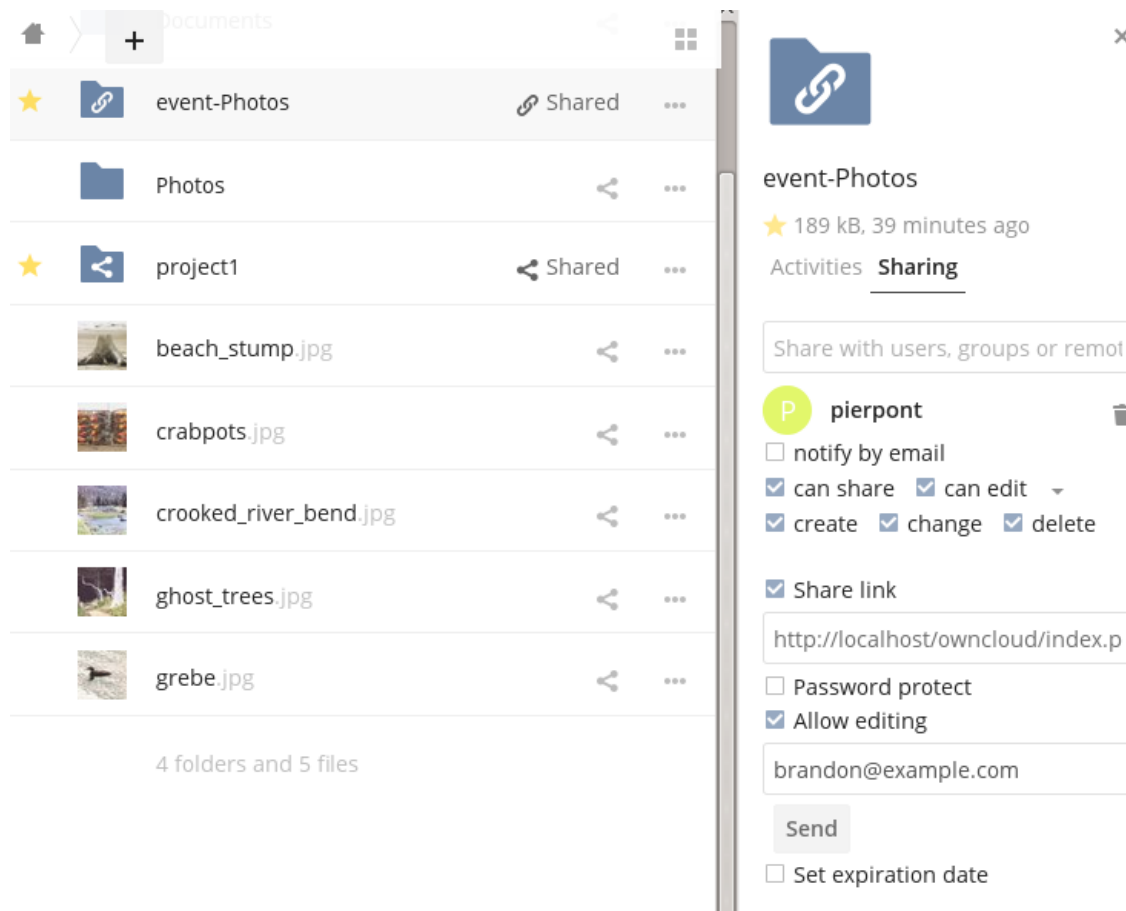 Documents
+
event-Photos Shared
Photos
project1 Shared
beach_stump.jpg
crabpots.jpg
crooked_river_bend.jpg
ghost_trees.jpg
grebe.jpg
4 folders and 5 files
event-Photos
189 kB, 39 minutes ago
Activities Sharing
Share with users, groups or remot
P pierpont
notify by email
can share can edit
create change delete
Share link
http://localhost/owncloud/index.p
Password protect
Allow editing
brandon@example.com
Send
Set expiration date